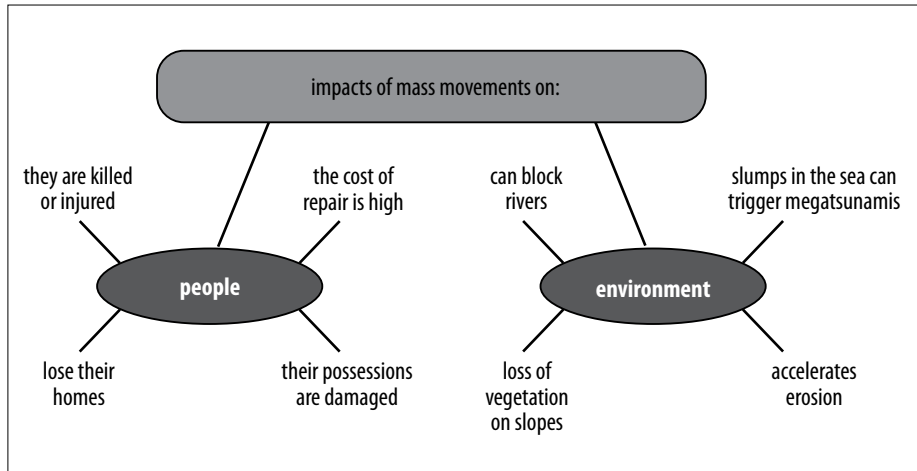 impacts of mass movements on:
they are killed
or injured
the cost of
repair is high
people
lose their
homes
their possessions
are damaged
can block
rivers
slumps in the sea can
trigger megatsunamis
environment
loss of
vegetation
on slopes
accelerates
erosion